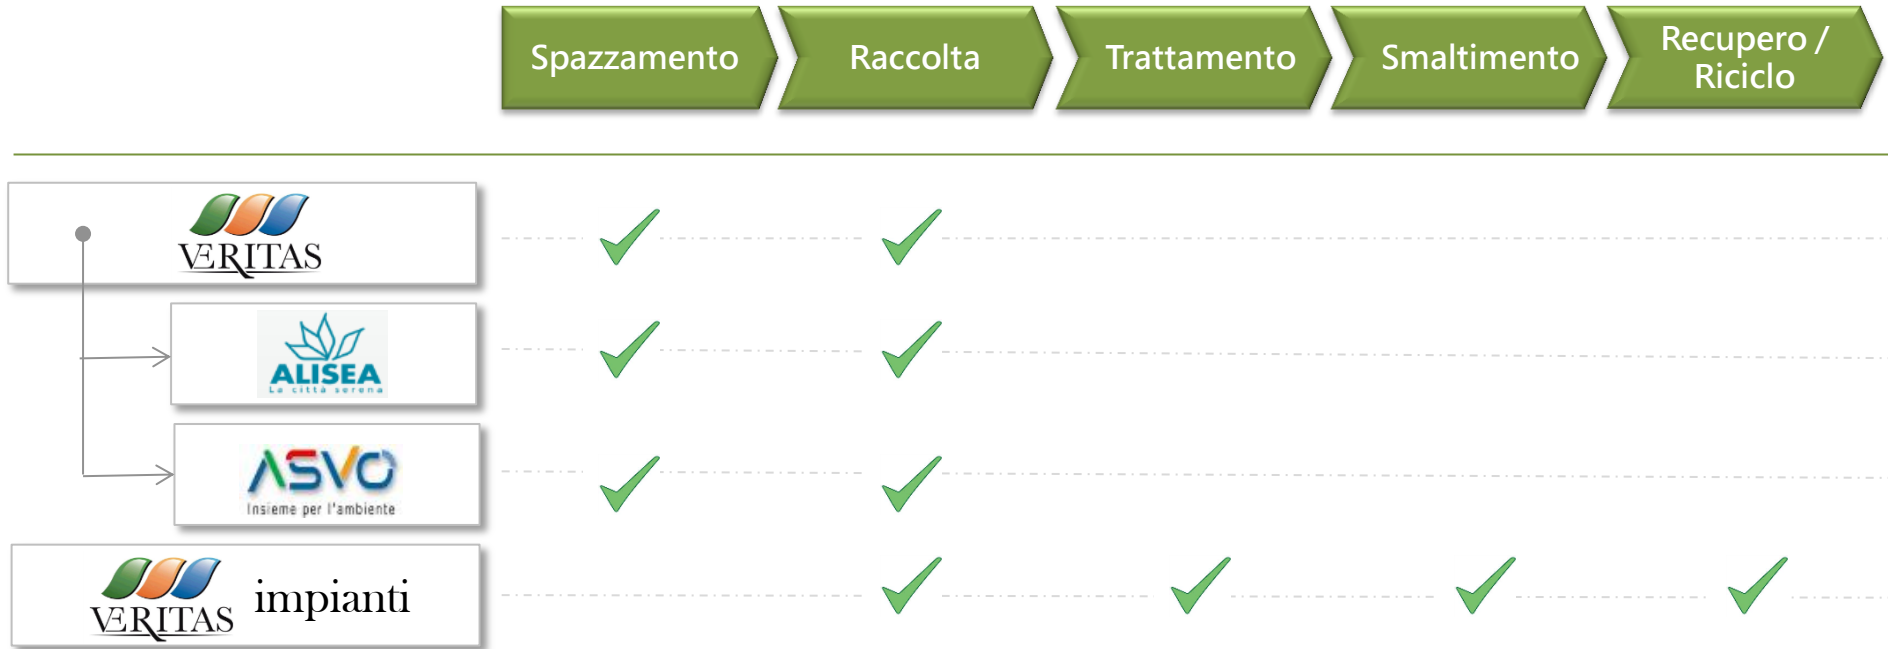 Spazzamento
Raccolta
Trattamento
Smaltimento
Recupero /
Riciclo
VERITAS
ALISEA
La città serena
ASVO
Insieme per l'ambiente
VERITAS impianti